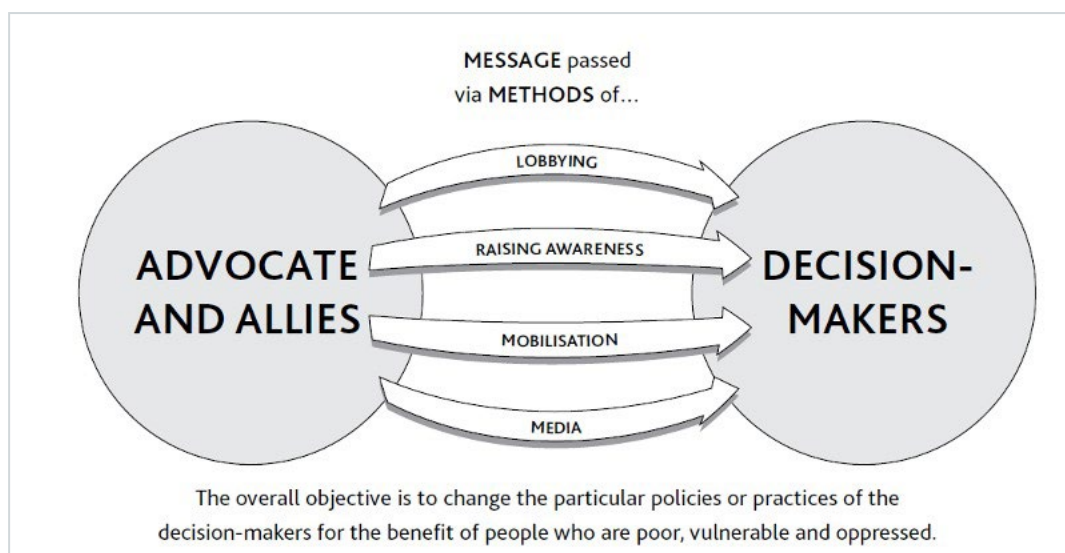 MESSAGE passed
via METHODS of...
LOBBYING
RAISING AWARENESS
ADVOCATE
AND ALLIES
DECISION-
MAKERS
MOBILISATION
MEDIA
The overall objective is to change the particular policies or practices of the
decision-makers for the benefit of people who are poor, vulnerable and oppressed.